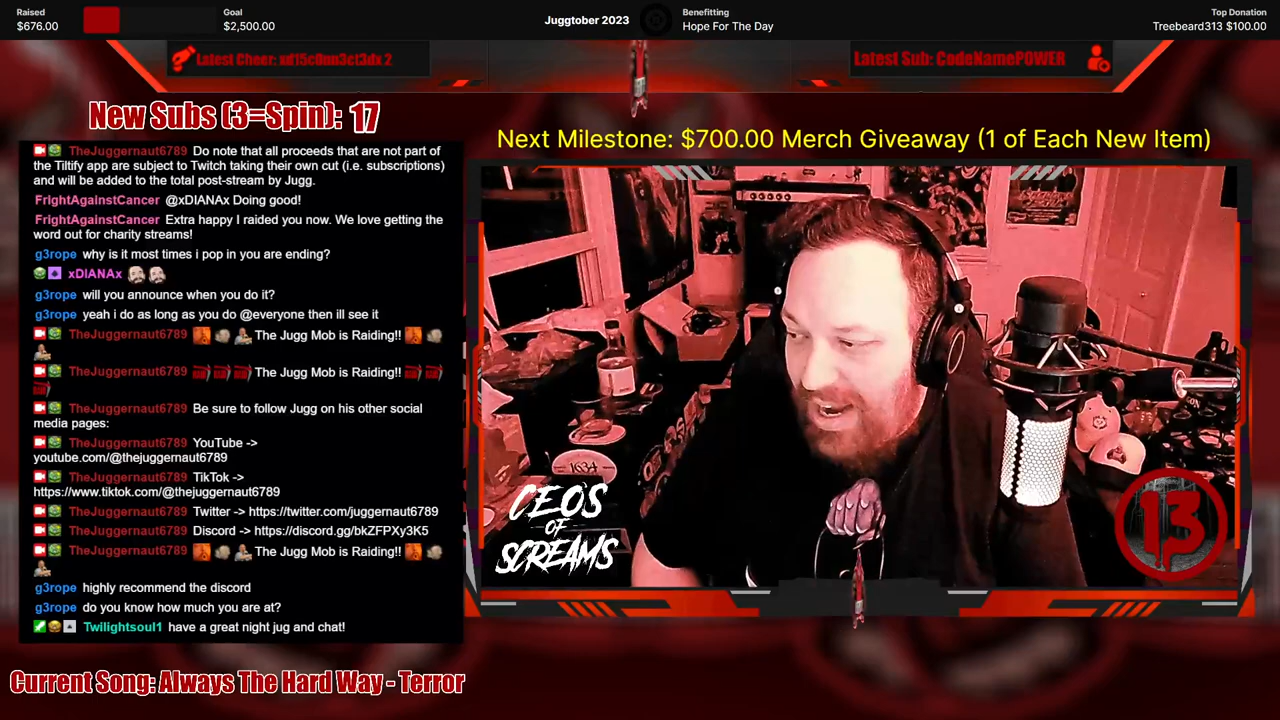 Raised
$676.00
Goal
$2,500.00
Juggtober 2023
Benefitting
Hope For The Day
Top Donation
Treebeard313 $100.00
Latest Cheer: xd15c0nn3ct3dx 2
Latest Sub: CodeNamePOWER
New Subs (3=Spin): 17
Next Milestone: $700.00 Merch Giveaway (1 of Each New Item)
TheJuggernaut6789 Do note that all proceeds that are not part of
the Tiltify app are subject to Twitch taking their own cut (i.e. subscriptions)
and will be added to the total post-stream by Jugg.
FrightAgainstCancer @xDIANAx Doing good!
FrightAgainstCancer Extra happy I raided you now. We love getting the
word out for charity streams!
g3rope why is it most times i pop in you are ending?
xDIANAx
g3rope will you announce when you do it?
g3rope yeah i do as long as you do @everyone then ill see it
TheJuggernaut6789 The Jugg Mob is Raiding!!
TheJuggernaut6789 The Jugg Mob is Raiding!!
TheJuggernaut6789 Be sure to follow Jugg on his other social
media pages:
TheJuggernaut6789 YouTube ->
youtube.com/@thejuggernaut6789
TheJuggernaut6789 TikTok ->
https://www.tiktok.com/@thejuggernaut6789
TheJuggernaut6789 Twitter -> https://twitter.com/juggernaut6789
TheJuggernaut6789 Discord -> https://discord.gg/bkZFPXy3K5
TheJuggernaut6789 The Jugg Mob is Raiding!!
g3rope highly recommend the discord
g3rope do you know how much you are at?
Twilightsoul1 have a great night jug and chat!
1634
CEO'S
OF
SCREAMS
13
Current Song: Always The Hard Way - Terror